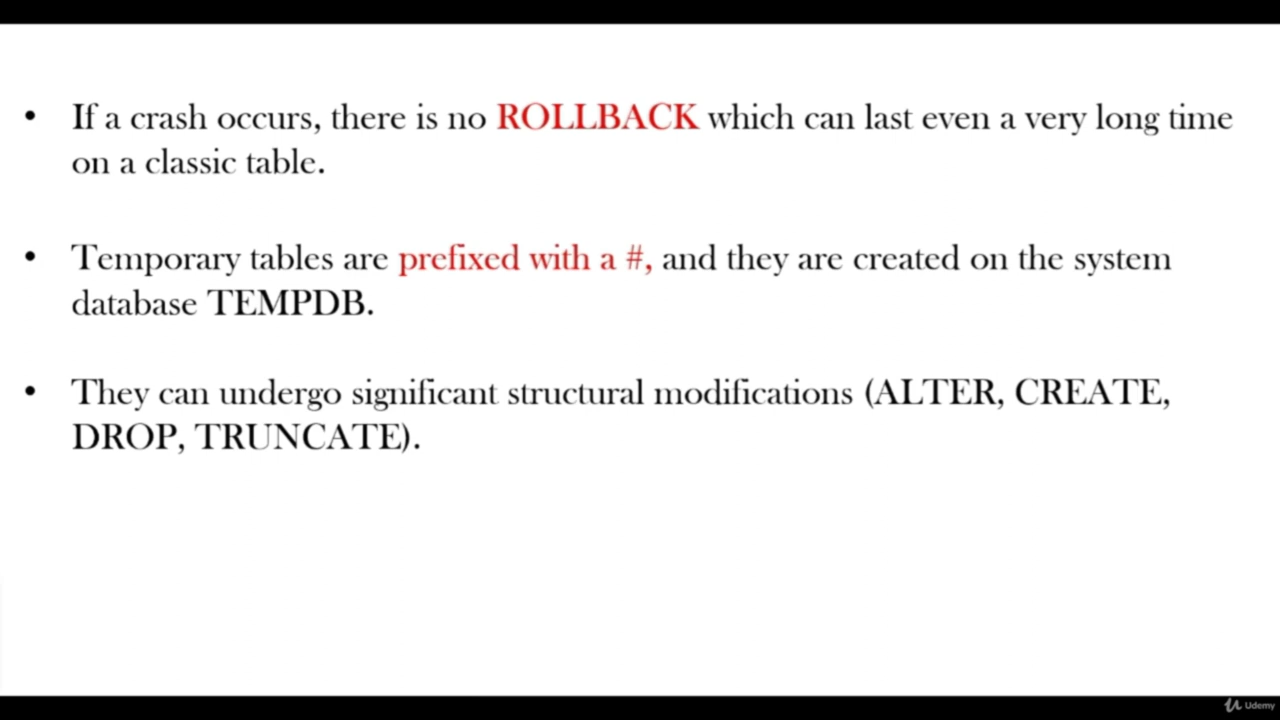 • If a crash occurs, there is no ROLLBACK which can last even a very long time
on a classic table.
• Temporary tables are prefixed with a #, and they are created on the system
database TEMPDB.
• They can undergo significant structural modifications (ALTER, CREATE,
DROP, TRUNCATE).
Udemy